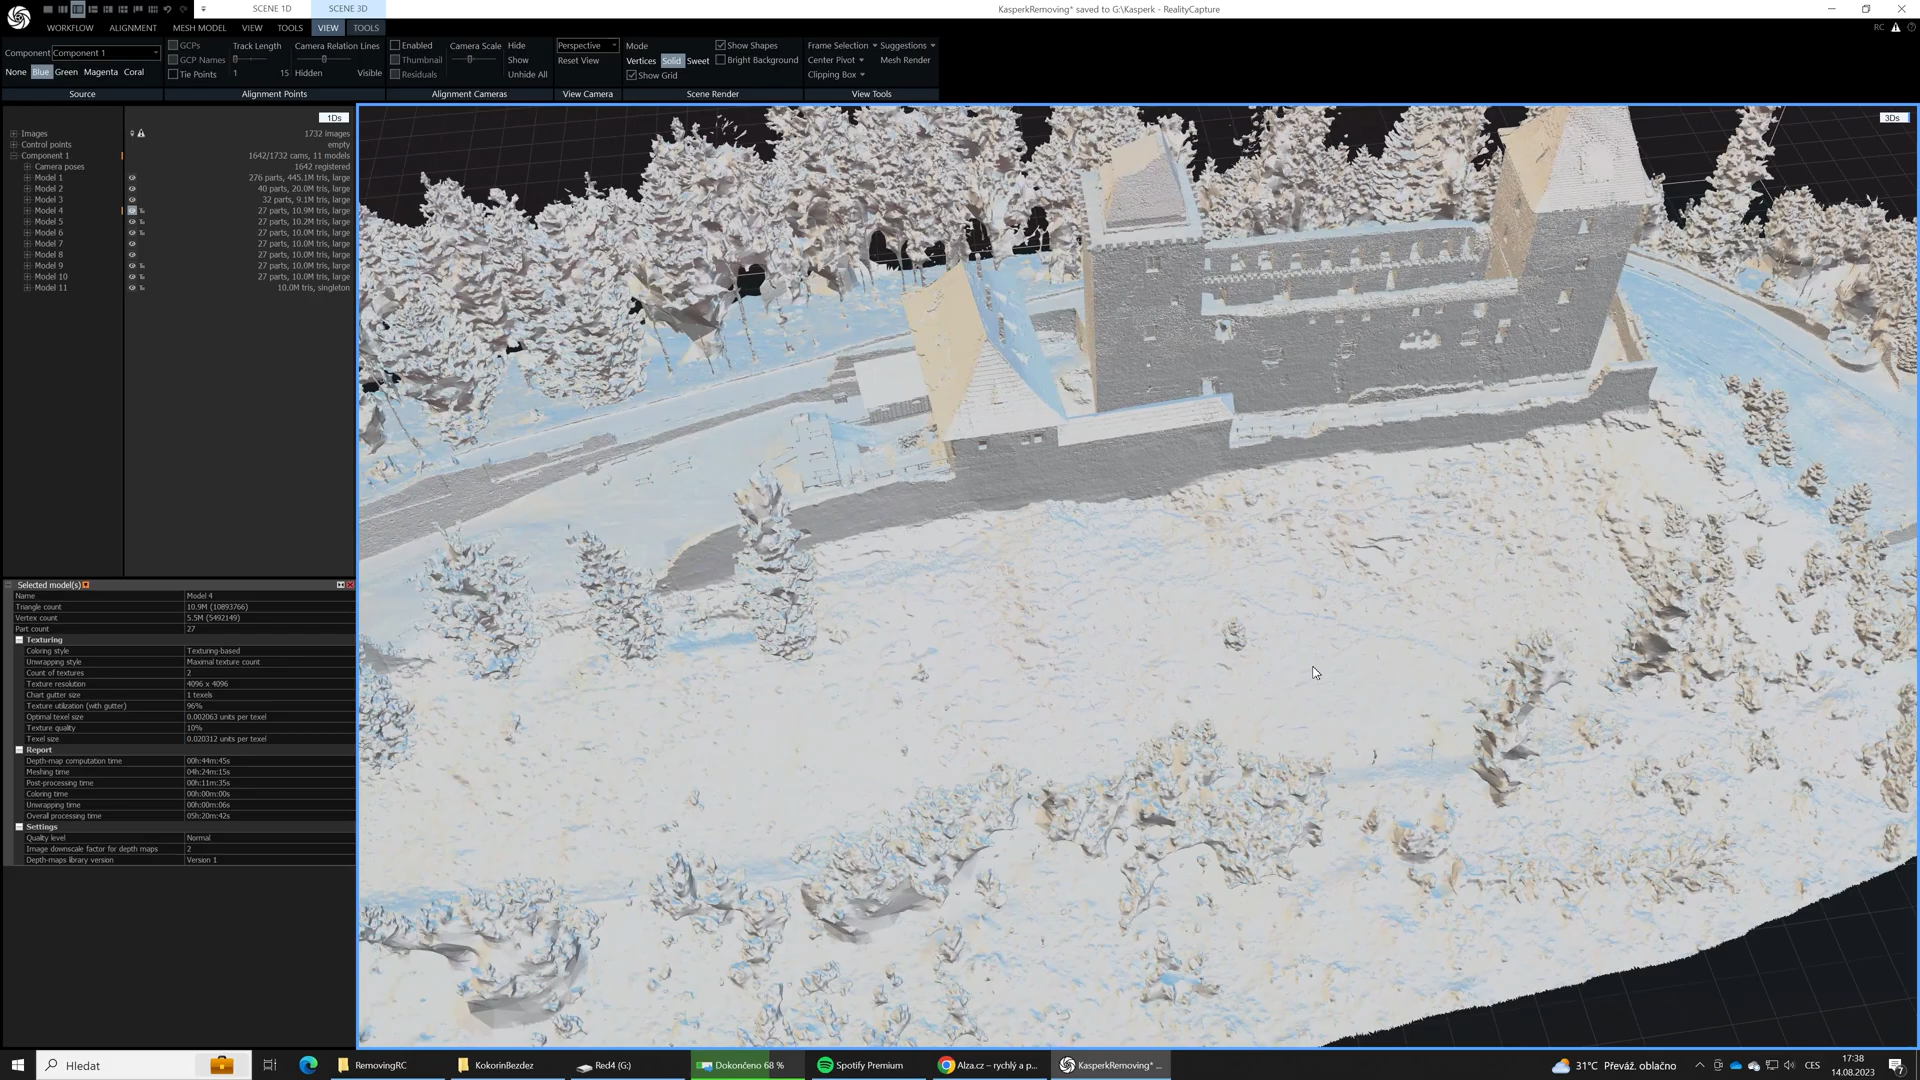 SCENE 1D
SCENE 3D
KasperkRemoving* saved to G:\Kasperk - RealityCapture
WORKFLOW
ALIGNMENT
MESH MODEL
VIEW
TOOLS
VIEW
TOOLS
RC
Component Component 1
None Blue Green Magenta Coral
Source
GCPs
GCP Names
Tie Points
Track Length
1 15
Camera Relation Lines
Hidden Visible
Alignment Points
Enabled
Thumbnail
Residuals
Camera Scale
Hide
Show
Unhide All
Alignment Cameras
Perspective
Reset View
View Camera
Mode
Vertices Solid Sweet
Show Grid
Show Shapes
Bright Background
Scene Render
Frame Selection
Center Pivot
Clipping Box
Suggestions
Mesh Render
View Tools
1Ds
3Ds
Images 1732 images
Control points empty
Component 1 1642/1732 cams, 11 models
Camera poses 1642 registered
Model 1 276 parts, 445.1M tris, large
Model 2 40 parts, 20.0M tris, large
Model 3 32 parts, 9.1M tris, large
Model 4 27 parts, 10.9M tris, large
Model 5 27 parts, 10.2M tris, large
Model 6 27 parts, 10.0M tris, large
Model 7 27 parts, 10.0M tris, large
Model 8 27 parts, 10.0M tris, large
Model 9 27 parts, 10.0M tris, large
Model 10 27 parts, 10.0M tris, large
Model 11 10.0M tris, singleton
Selected model(s)
Name Model 4
Triangle count 10.9M (10893766)
Vertex count 5.5M (5492149)
Part count 27
Texturing
Coloring style Texturing-based
Unwrapping style Maximal texture count
Count of textures 2
Texture resolution 4096 x 4096
Chart gutter size 1 texels
Texture utilization (with gutter) 96%
Optimal texel size 0.002063 units per texel
Texture quality 10%
Texel size 0.020312 units per texel
Report
Depth-map computation time 00h:44m:45s
Meshing time 04h:24m:15s
Post-processing time 00h:11m:35s
Coloring time 00h:00m:00s
Unwrapping time 00h:00m:06s
Overall processing time 05h:20m:42s
Settings
Quality level Normal
Image downscale factor for depth maps 2
Depth-maps library version Version 1
Hledat
RemovingRC
KokorinBezdez
Red4 (G:)
Dokončeno 68 %
Spotify Premium
Alza.cz – rychlý a p...
KasperkRemoving* ...
31°C Převáž. oblačno
CES
17:38
14.08.2023
7